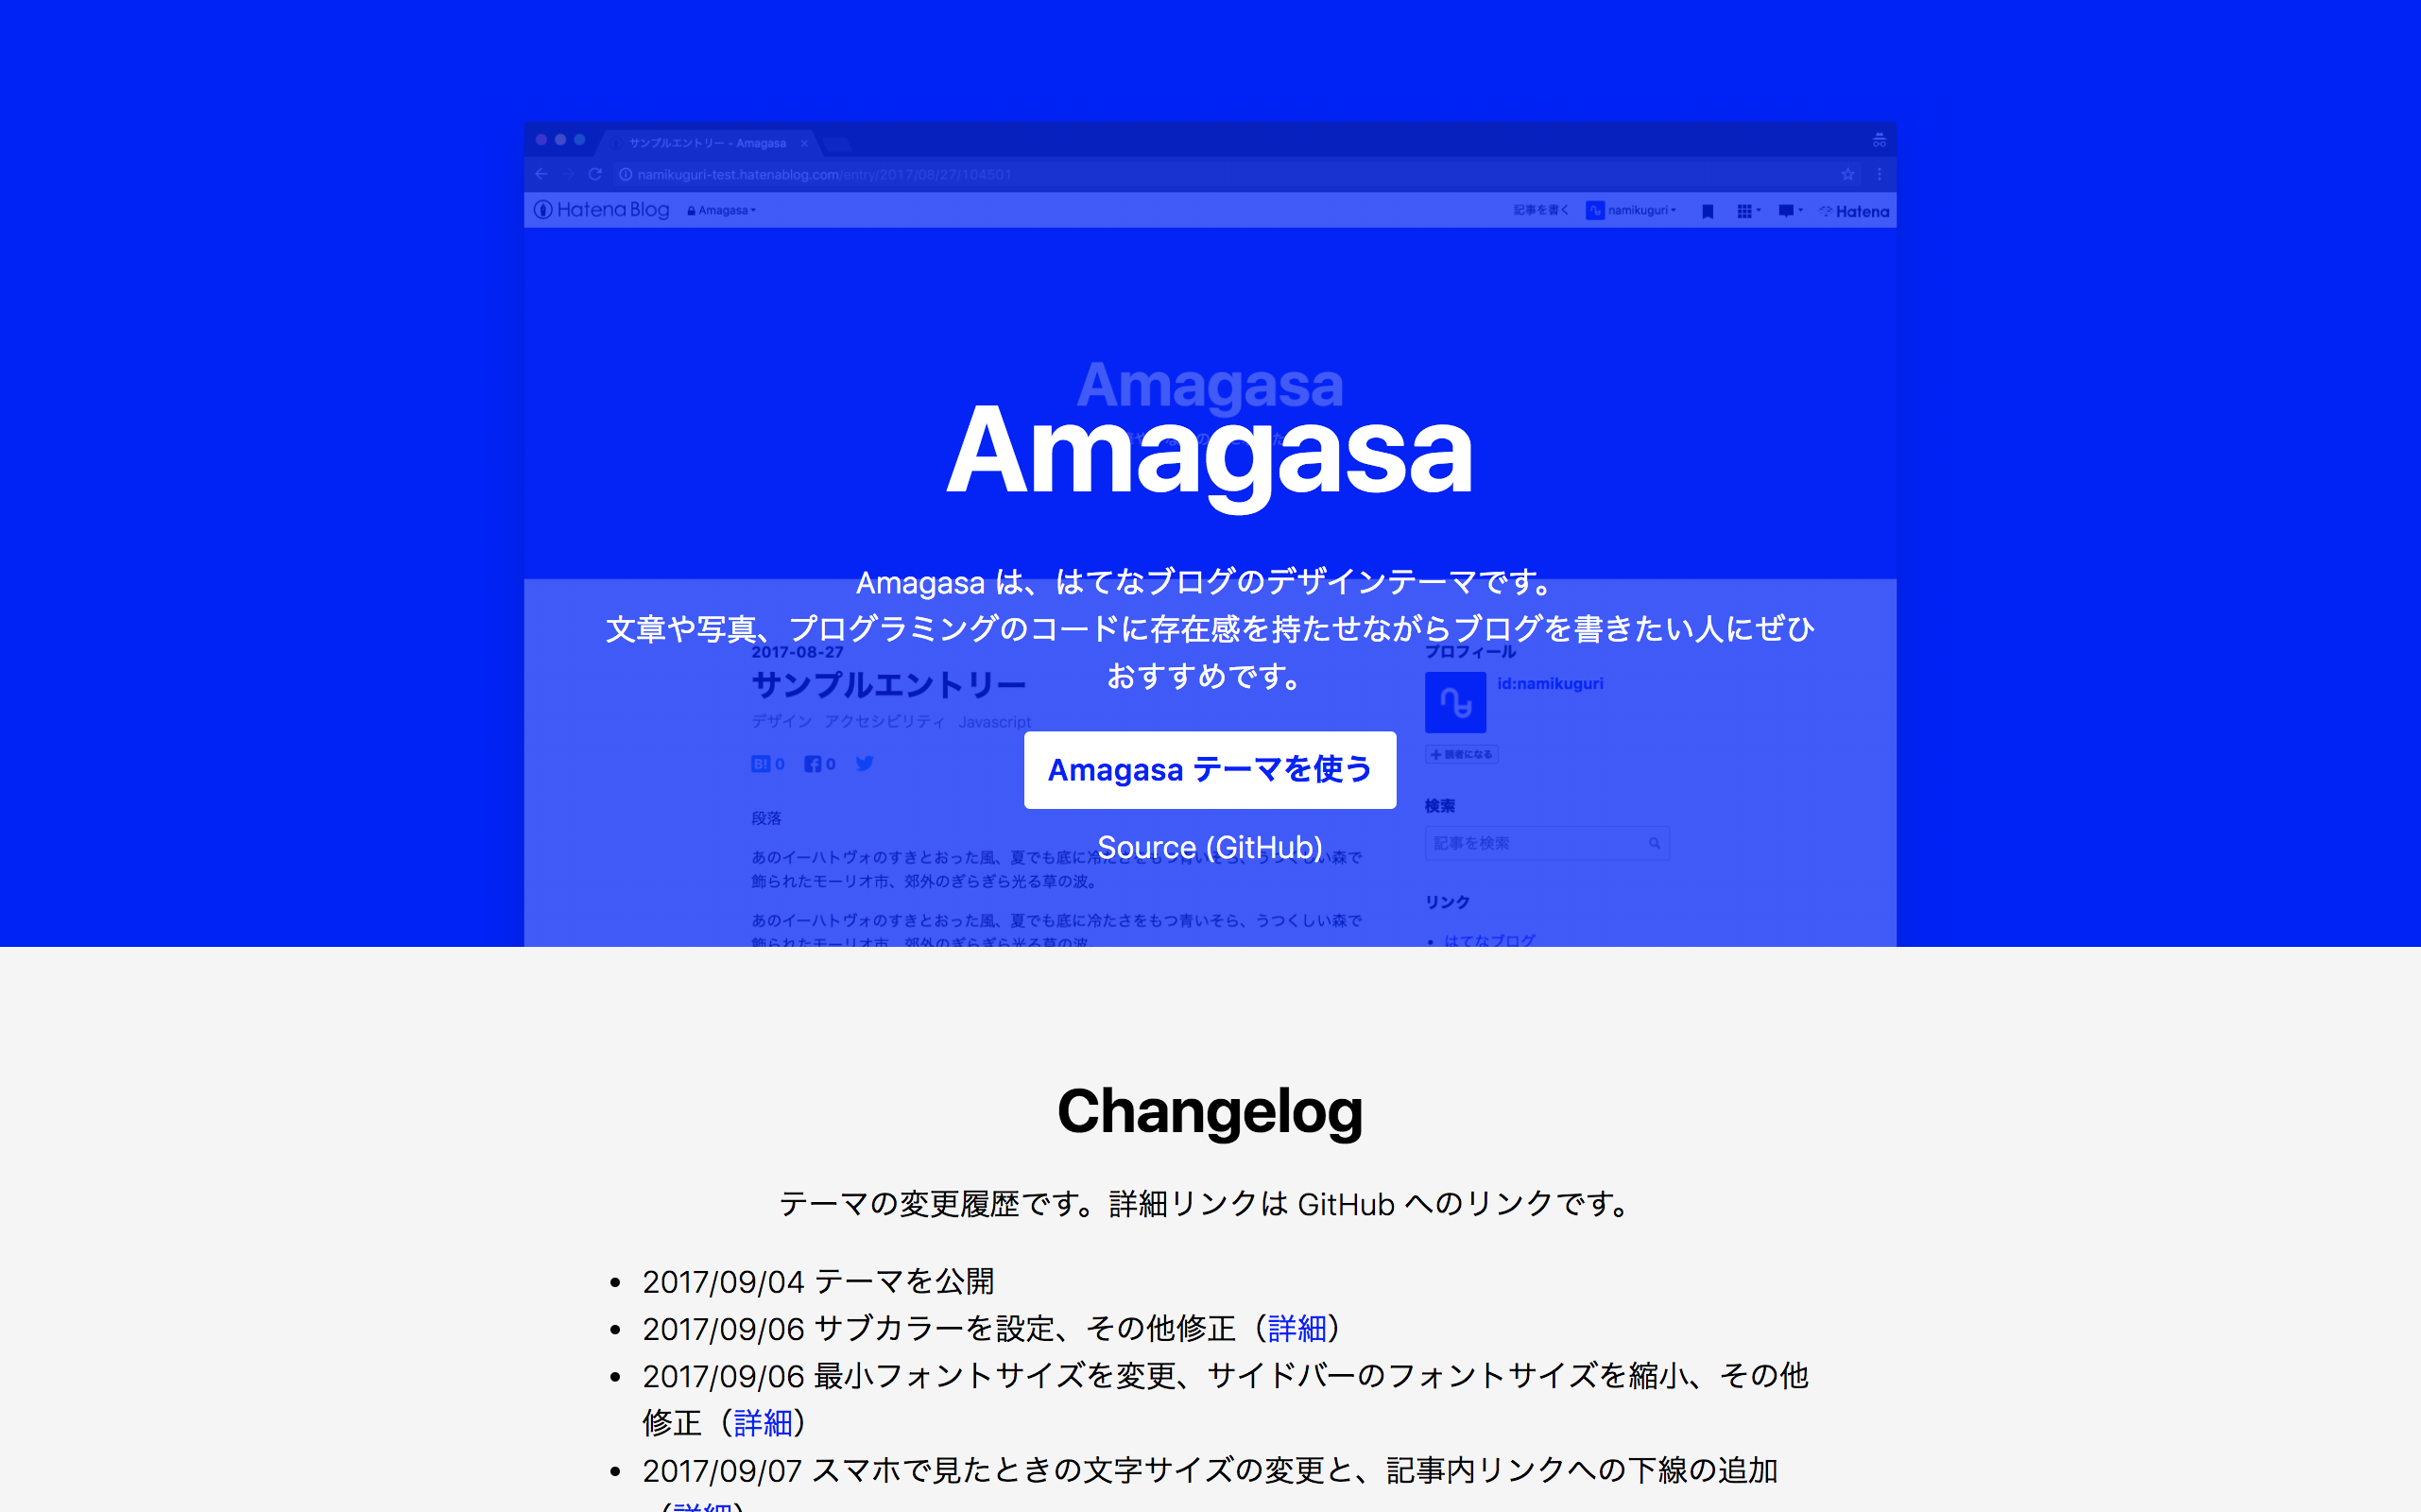 サンプルエントリー - Amagasa
namikuguri-test.hatenablog.com/entry/2017/08/27/104501
Hatena Blog Amagasa 記事を書く namikuguri Hatena
Amagasa
Amagasa
Amagasa は、はてなブログのデザインテーマです。
文章や写真、プログラミングのコードに存在感を持たせながらブログを書きたい人にぜひ
おすすめです。
2017-08-27
サンプルエントリー
デザイン アクセシビリティ Javascript
B! 0 0
プロフィール
id:namikuguri
読者になる
Amagasa テーマを使う
Source (GitHub)
検索
記事を検索
段落
あのイーハトヴォのすきとおった風、夏でも底に冷たさをもつ青いそら、うつくしい森で
飾られたモーリオ市、郊外のぎらぎら光る草の波。
あのイーハトヴォのすきとおった風、夏でも底に冷たさをもつ青いそら、うつくしい森で
飾られたモーリオ市、郊外のぎらぎら光る草の波。
リンク
• はてなブログ
Changelog
テーマの変更履歴です。詳細リンクは GitHub へのリンクです。
• 2017/09/04 テーマを公開
• 2017/09/06 サブカラーを設定、その他修正（詳細）
• 2017/09/06 最小フォントサイズを変更、サイドバーのフォントサイズを縮小、その他
修正（詳細）
• 2017/09/07 スマホで見たときの文字サイズの変更と、記事内リンクへの下線の追加
（詳細）